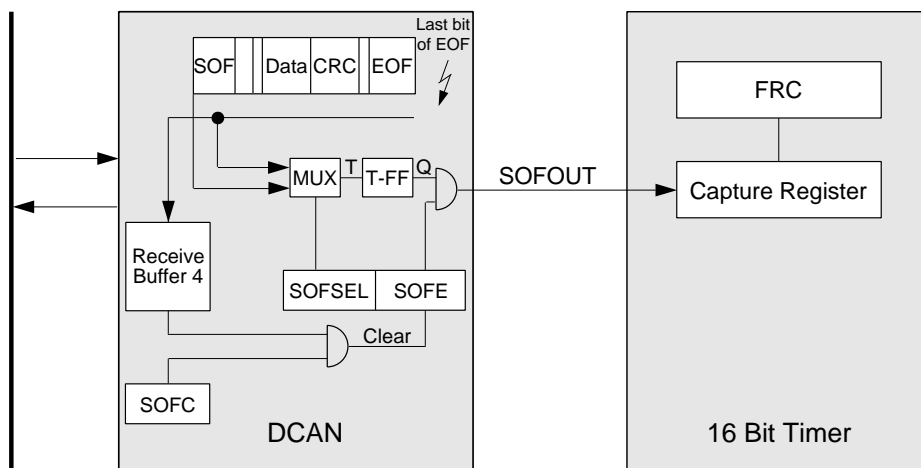 Last bit
of EOF
SOF
Data
CRC
EOF
FRC
MUX
T
T-FF
Q
SOFOUT
Capture Register
Receive
Buffer 4
SOFSEL
SOFE
Clear
SOFC
DCAN
16 Bit Timer